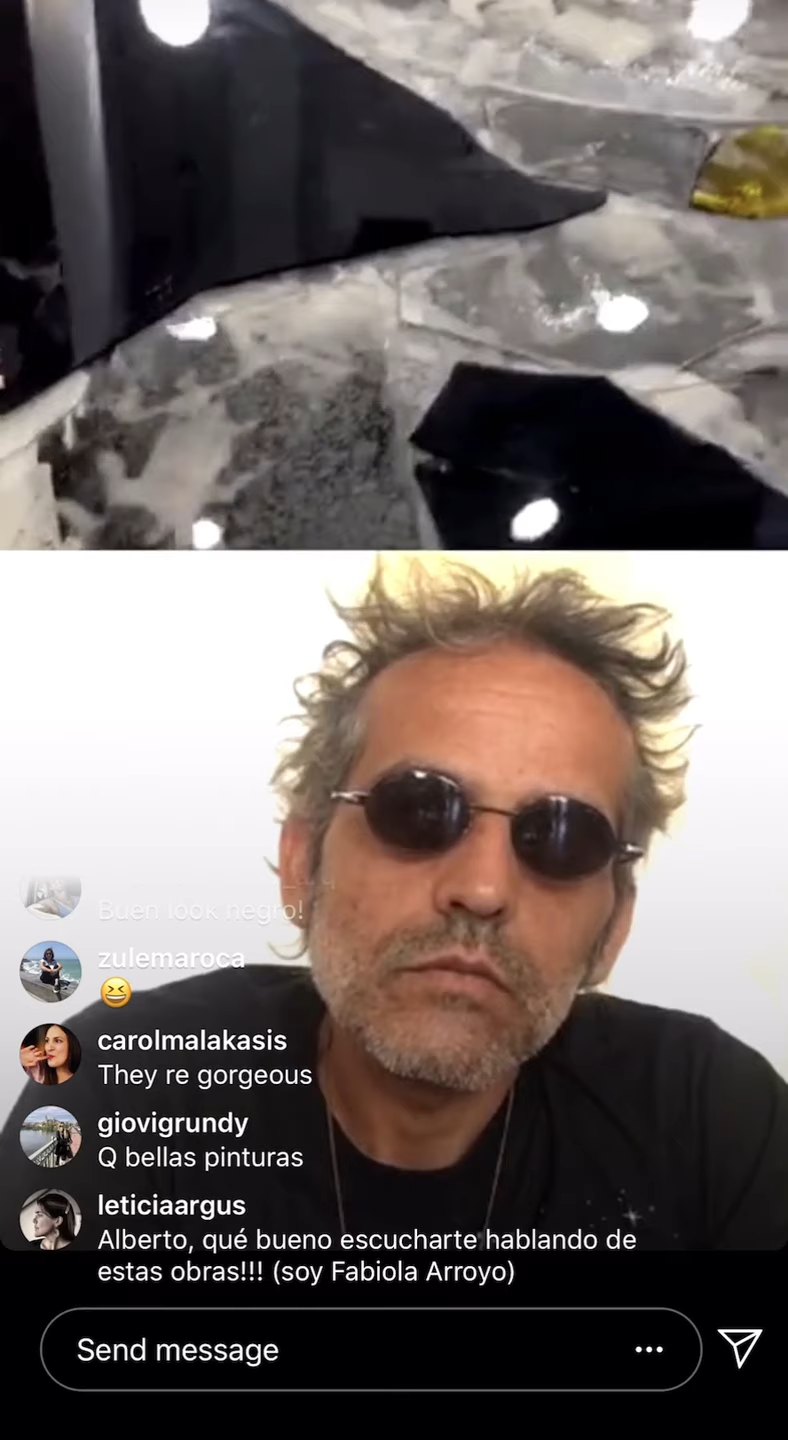 Buen look negro!
zulemaroca
carolmalakasis
They re gorgeous
giovigrundy
Q bellas pinturas
leticiaargus
Alberto, qué bueno escucharte hablando de
estas obras!!! (soy Fabiola Arroyo)
Send message